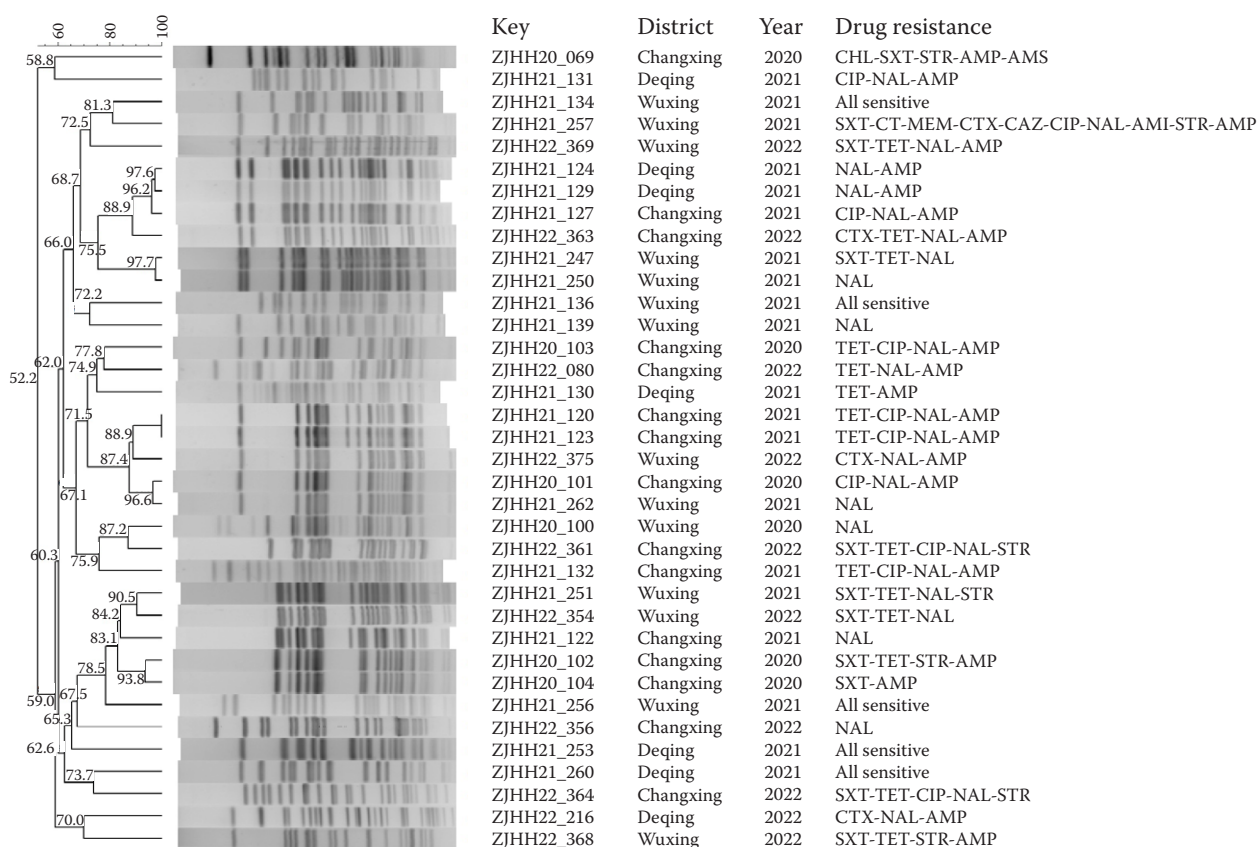 60 80 100
Key District Year Drug resistance
58.8 ZJHH20_069 Changxing 2020 CHL-SXT-STR-AMP-AMS
ZJHH21_131 Deqing 2021 CIP-NAL-AMP
81.3 ZJHH21_134 Wuxing 2021 All sensitive
72.5 ZJHH21_257 Wuxing 2021 SXT-CT-MEM-CTX-CAZ-CIP-NAL-AMI-STR-AMP
ZJHH22_369 Wuxing 2022 SXT-TET-NAL-AMP
97.6 ZJHH21_124 Deqing 2021 NAL-AMP
68.7 96.2 ZJHH21_129 Deqing 2021 NAL-AMP
88.9 ZJHH21_127 Changxing 2021 CIP-NAL-AMP
66.0 75.5 ZJHH22_363 Changxing 2022 CTX-TET-NAL-AMP
97.7 ZJHH21_247 Wuxing 2021 SXT-TET-NAL
ZJHH21_250 Wuxing 2021 NAL
72.2 ZJHH21_136 Wuxing 2021 All sensitive
ZJHH21_139 Wuxing 2021 NAL
77.8 ZJHH20_103 Changxing 2020 TET-CIP-NAL-AMP
52.2 62.0 74.9 ZJHH22_080 Changxing 2022 TET-NAL-AMP
ZJHH21_130 Deqing 2021 TET-AMP
71.5 ZJHH21_120 Changxing 2021 TET-CIP-NAL-AMP
88.9 ZJHH21_123 Changxing 2021 TET-CIP-NAL-AMP
87.4 ZJHH22_375 Wuxing 2022 CTX-NAL-AMP
ZJHH20_101 Changxing 2020 CIP-NAL-AMP
67.1 96.6 ZJHH21_262 Wuxing 2021 NAL
87.2 ZJHH20_100 Wuxing 2020 NAL
60.3 75.9 ZJHH22_361 Changxing 2022 SXT-TET-CIP-NAL-STR
ZJHH21_132 Changxing 2021 TET-CIP-NAL-AMP
90.5 ZJHH21_251 Wuxing 2021 SXT-TET-NAL-STR
84.2 ZJHH22_354 Wuxing 2022 SXT-TET-NAL
83.1 ZJHH21_122 Changxing 2021 NAL
78.5 ZJHH20_102 Changxing 2020 SXT-TET-STR-AMP
93.8 ZJHH20_104 Changxing 2020 SXT-AMP
59.0 67.5 ZJHH21_256 Wuxing 2021 All sensitive
65.3 ZJHH22_356 Changxing 2022 NAL
62.6 ZJHH21_253 Deqing 2021 All sensitive
73.7 ZJHH21_260 Deqing 2021 All sensitive
ZJHH22_364 Changxing 2022 SXT-TET-CIP-NAL-STR
70.0 ZJHH22_216 Deqing 2022 CTX-NAL-AMP
ZJHH22_368 Wuxing 2022 SXT-TET-STR-AMP